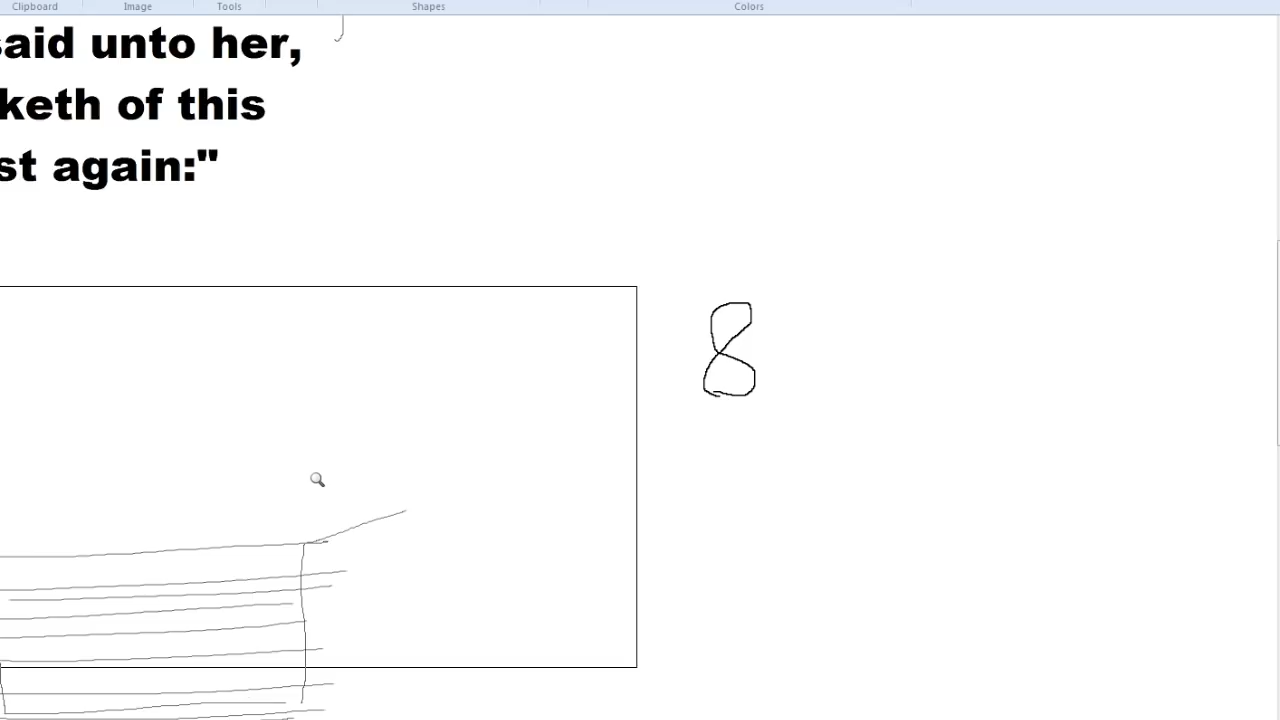 Clipboard Image Tools Shapes Colors
said unto her,
keth of this
st again:"
8